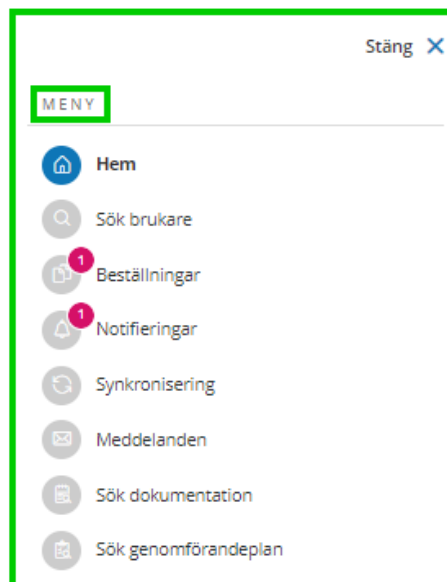 Stäng
MENY
Hem
Sök brukare
1
Beställningar
1
Notifieringar
Synkronisering
Meddelanden
Sök dokumentation
Sök genomförandeplan